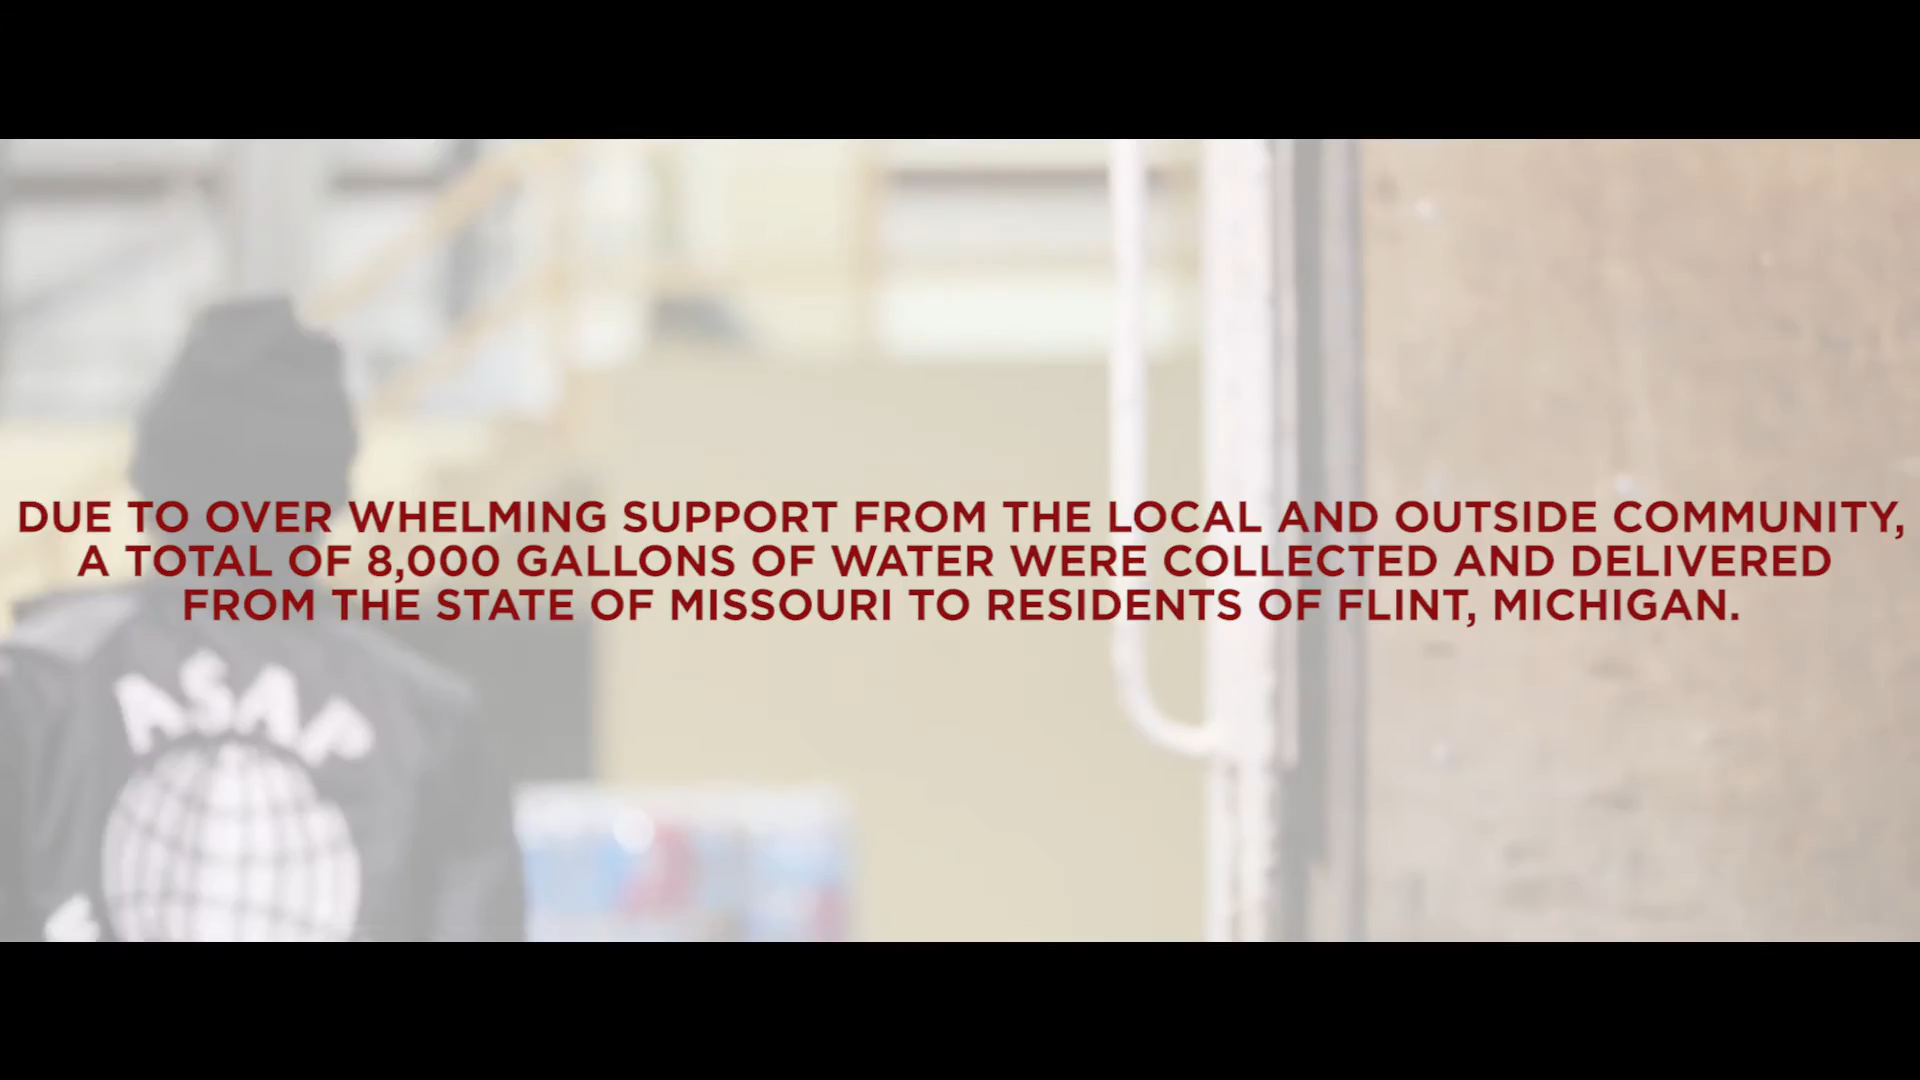 DUE TO OVER WHELMING SUPPORT FROM THE LOCAL AND OUTSIDE COMMUNITY,
A TOTAL OF 8,000 GALLONS OF WATER WERE COLLECTED AND DELIVERED
FROM THE STATE OF MISSOURI TO RESIDENTS OF FLINT, MICHIGAN.
ASAP